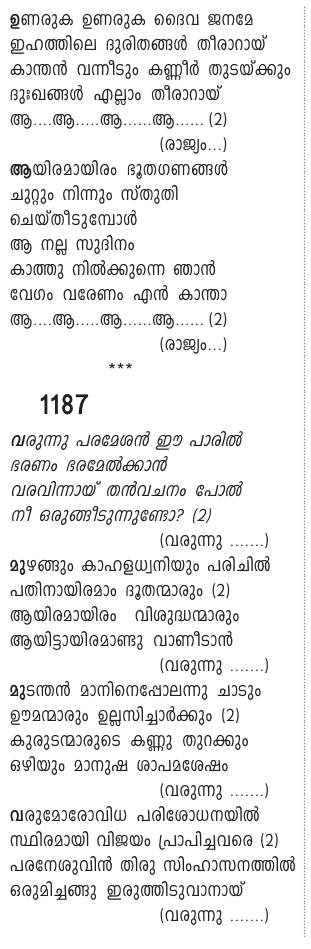 ഉണരുക ഉണരുക ദൈവ ജനമേ
ഇഹത്തിലെ ദുരിതങ്ങൾ തീരാറായ്
കാന്തൻ വന്നീടും കണ്ണീർ തുടയ്ക്കും
ദുഃഖങ്ങൾ എല്ലാം തീരാറായ്
ആ....ആ.....ആ......ആ...... (2)
(രാജ്യം...)
ആയിരമായിരം ഭൂതഗണങ്ങൾ
ചുറ്റും നിന്നും സ്തുതി
ചെയ്തീടുമ്പോൾ
ആ നല്ല സുദിനം
കാത്തു നിൽക്കുന്നെ ഞാൻ
വേഗം വരേണം എൻ കാന്താ
ആ....ആ.....ആ......ആ...... (2)
(രാജ്യം...)
***
1187
വരുന്നു പരമേശൻ ഈ പാരിൽ
ഭരണം ഭരമേൽക്കാൻ
വരവിന്നായ് തൻവചനം പോൽ
നീ ഒരുങ്ങീടുന്നുണ്ടോ? (2)
(വരുന്നു .......)
മുഴങ്ങും കാഹളധ്വനിയും പരിചിൽ
പതിനായിരമാം ദൂതന്മാരും (2)
ആയിരമായിരം വിശുദ്ധന്മാരും
ആയിട്ടായിരമാണ്ടു വാണീടാൻ
(വരുന്നു .......)
മുടന്തൻ മാനിനെപ്പോലന്നു ചാടും
ഊമന്മാരും ഉല്ലസിച്ചാർക്കും (2)
കുരുടന്മാരുടെ കണ്ണു തുറക്കും
ഒഴിയും മാനുഷ ശാപമശേഷം
(വരുന്നു .......)
വരുമോരോവിധ പരിശോധനയിൽ
സ്ഥിരമായി വിജയം പ്രാപിച്ചവരെ (2)
പരനേശുവിൻ തിരു സിംഹാസനത്തിൽ
ഒരുമിച്ചങ്ങു ഇരുത്തിടുവാനായ്
(വരുന്നു .......)